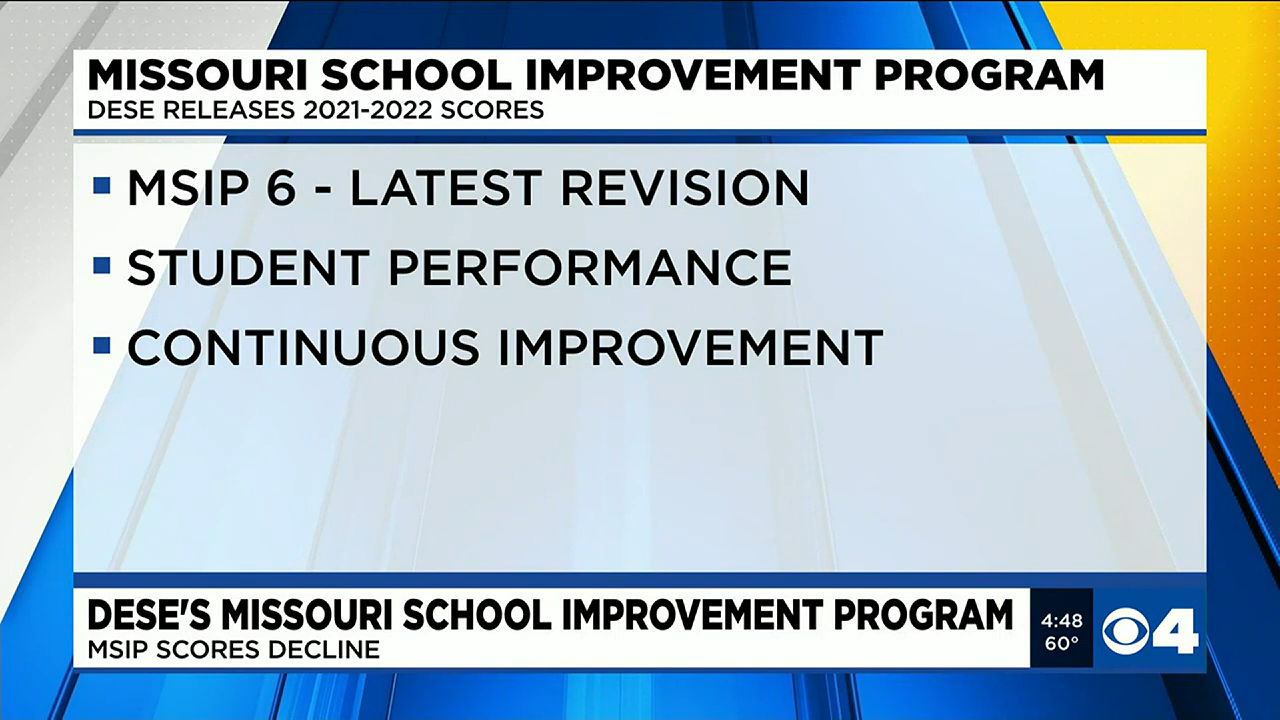 MISSOURI SCHOOL IMPROVEMENT PROGRAM
DESE RELEASES 2021-2022 SCORES
MSIP 6 - LATEST REVISION
STUDENT PERFORMANCE
CONTINUOUS IMPROVEMENT
DESE'S MISSOURI SCHOOL IMPROVEMENT PROGRAM
MSIP SCORES DECLINE
4:48
60°
4